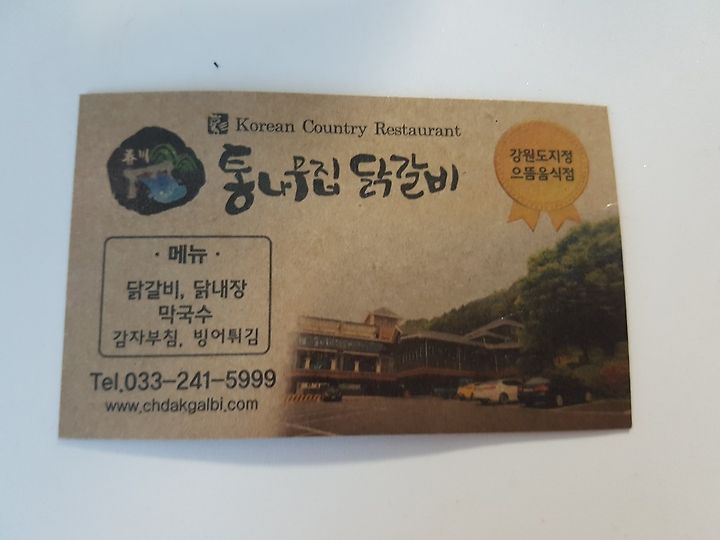 Korean Country Restaurant
春川
통나무집 닭갈비
강원도지정
으뜸음식점
· 메뉴 ·
닭갈비, 닭내장
막국수
감자부침, 빙어튀김
Tel.033-241-5999
www.chdakgalbi.com